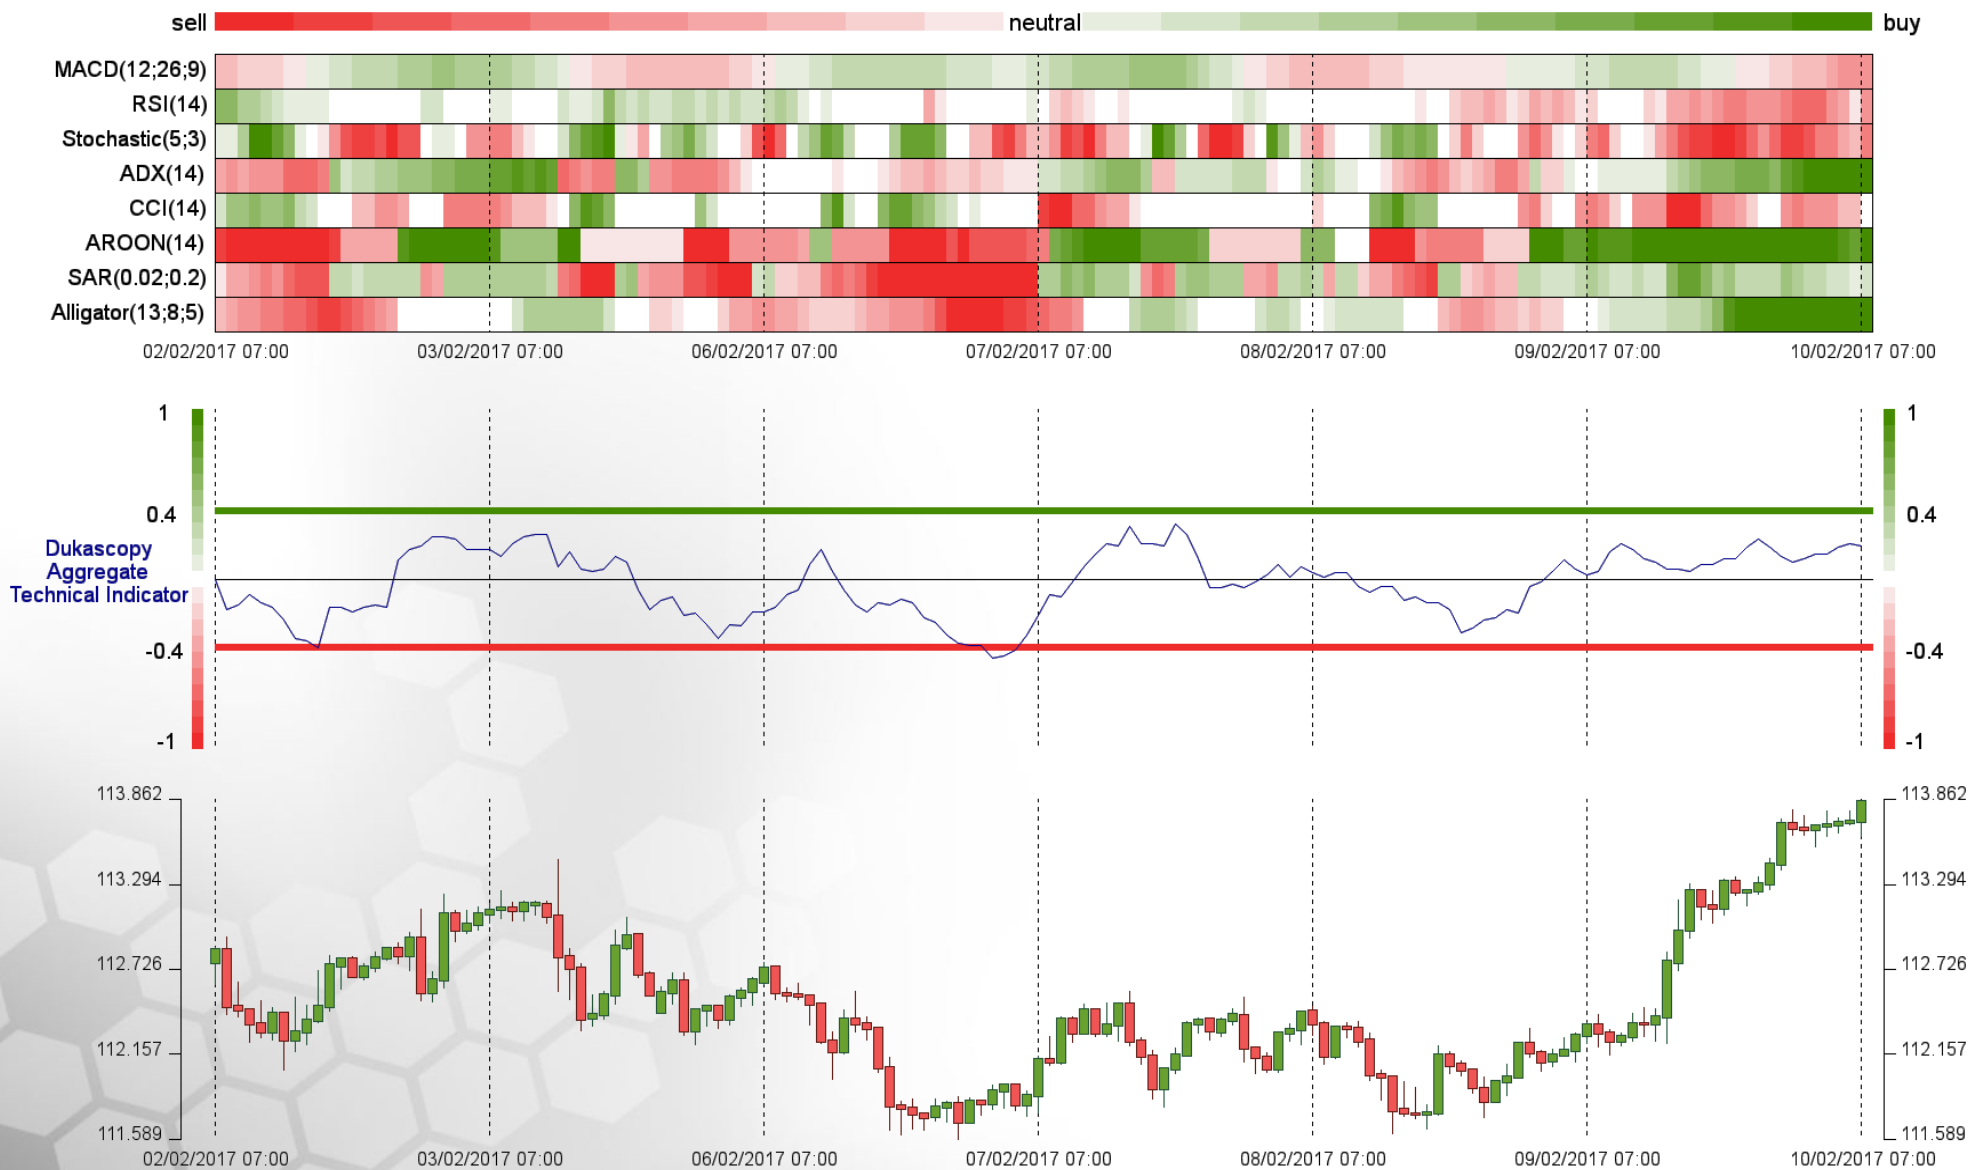 sell neutral buy
MACD(12;26;9)
RSI(14)
Stochastic(5;3)
ADX(14)
CCI(14)
AROON(14)
SAR(0.02;0.2)
Alligator(13;8;5)
02/02/2017 07:00 03/02/2017 07:00 06/02/2017 07:00 07/02/2017 07:00 08/02/2017 07:00 09/02/2017 07:00 10/02/2017 07:00
1 1
0.4 0.4
Dukascopy
Aggregate
Technical Indicator
-0.4 -0.4
-1 -1
113.862 113.862
113.294 113.294
112.726 112.726
112.157 112.157
111.589 111.589
02/02/2017 07:00 03/02/2017 07:00 06/02/2017 07:00 07/02/2017 07:00 08/02/2017 07:00 09/02/2017 07:00 10/02/2017 07:00